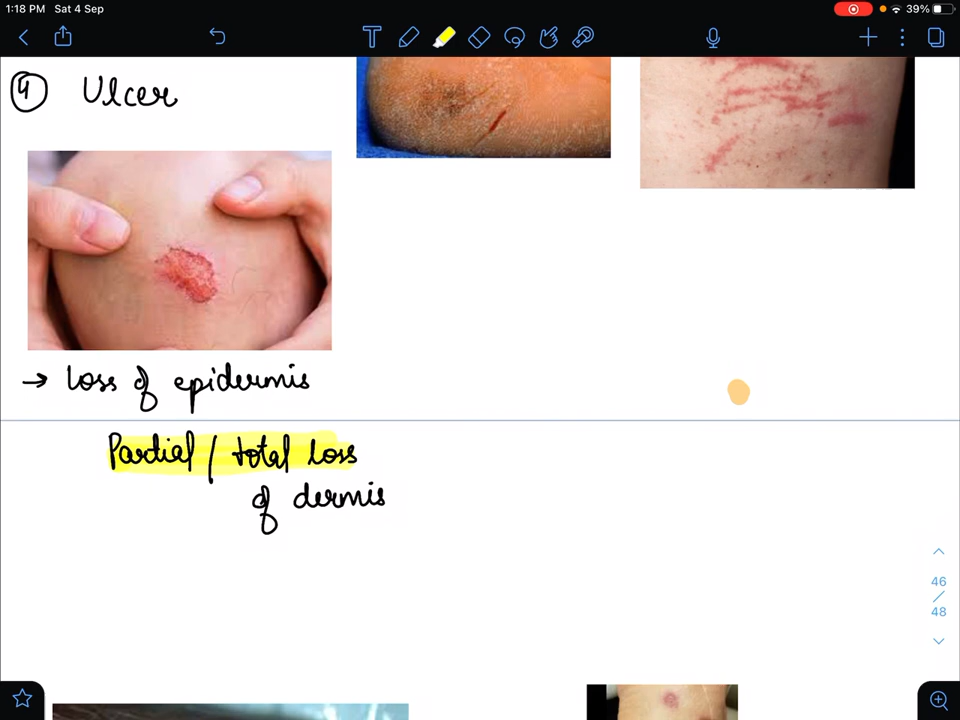 1:18 PM Sat 4 Sep
39%
T
4 Ulcer
→ Loss of epidermis
Partial / total loss
of dermis
46
/
48